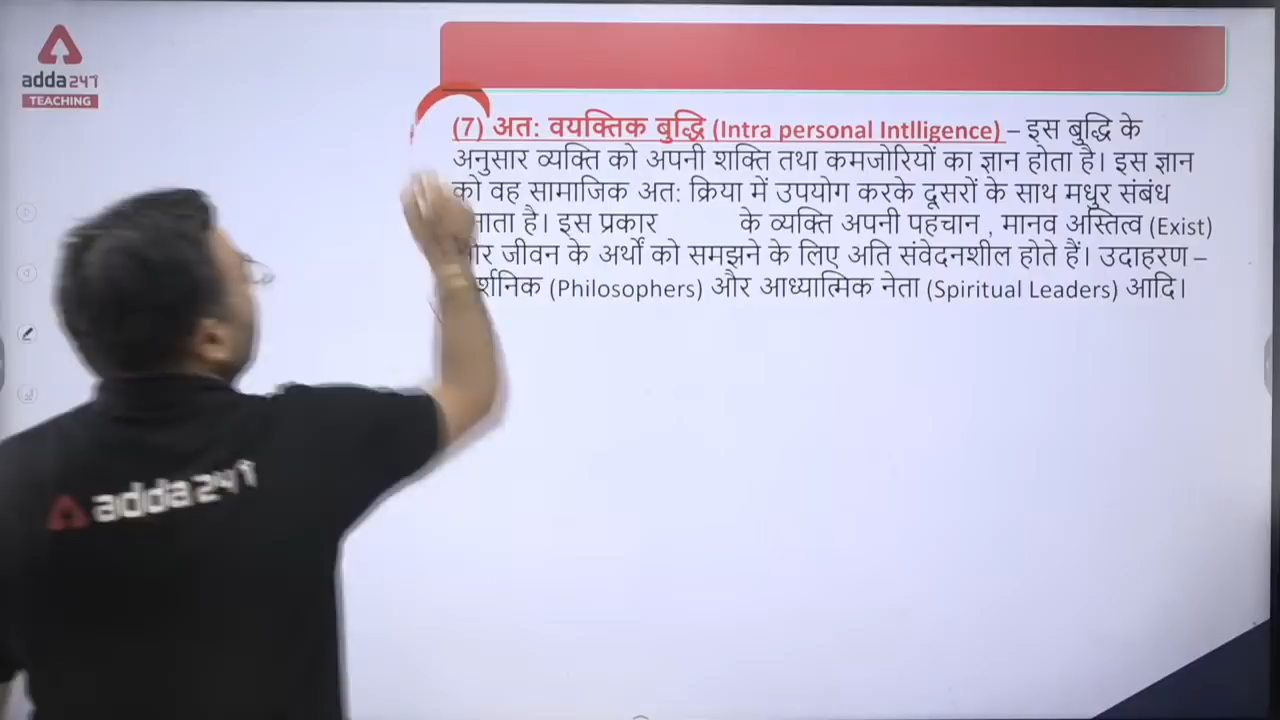 adda247
TEACHING
(7) अत: वयक्तिक बुद्धि (Intra personal Intlligence) – इस बुद्धि के
अनुसार व्यक्ति को अपनी शक्ति तथा कमजोरियों का ज्ञान होता है। इस ज्ञान
को वह सामाजिक अत: क्रिया में उपयोग करके दूसरों के साथ मधुर संबंध
है। इस प्रकार के व्यक्ति अपनी पहचान , मानव अस्तित्व (Exist)
जीवन के अर्थों को समझने के लिए अति संवेदनशील होते हैं। उदाहरण –
(Philosophers) और आध्यात्मिक नेता (Spiritual Leaders) आदि।
adda247